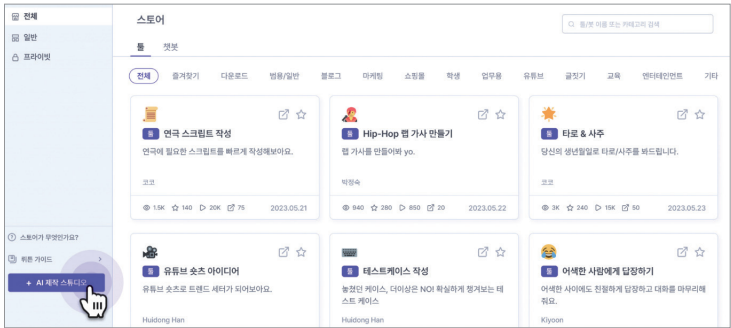 전체
일반
프라이빗
스토어가 무엇인가요?
뤼튼 가이드
+ AI 제작 스튜디오
스토어
툴/챗봇 이름 또는 카테고리 검색
툴 챗봇
전체 즐겨찾기 다운로드 범용/일반 블로그 마케팅 쇼핑몰 학생 업무용 유튜브 글짓기 교육 엔터테인먼트 기타
툴 연극 스크립트 작성
연극에 필요한 스크립트를 빠르게 작성해보아요.
코코
1.5K 140 20K 75 2023.05.21
툴 Hip-Hop 랩 가사 만들기
랩 가사를 만들어봐 yo.
박정숙
940 280 850 20 2023.05.22
툴 타로 & 사주
당신의 생년월일로 타로/사주를 봐드립니다.
코코
3K 240 15K 50 2023.05.23
툴 유튜브 숏츠 아이디어
유튜브 숏츠로 트렌드 세터가 되어보아요.
Huidong Han
툴 테스트케이스 작성
놓쳤던 케이스, 더이상은 NO! 확실하게 챙겨보는 테
스트 케이스
Huidong Han
툴 어색한 사람에게 답장하기
어색한 사이에도 친절하게 답장하고 대화를 마무리해
줘요.
Kiyoon